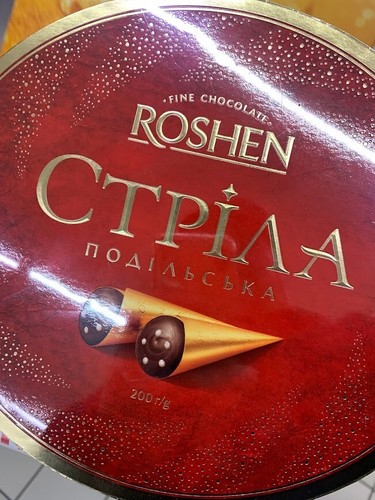 FINE CHOCOLATE
ROSHEN
СТРІЛА
ПОДІЛЬСЬКА
200 г/g